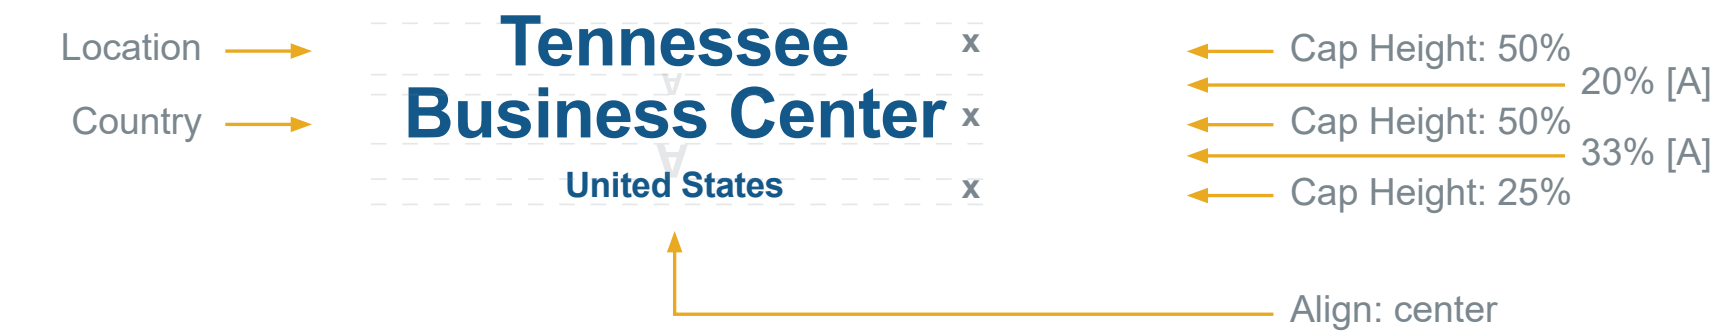 Location
Tennessee
x
Cap Height: 50%
A
20% [A]
Country
Business Center
x
Cap Height: 50%
A
33% [A]
United States
x
Cap Height: 25%
Align: center